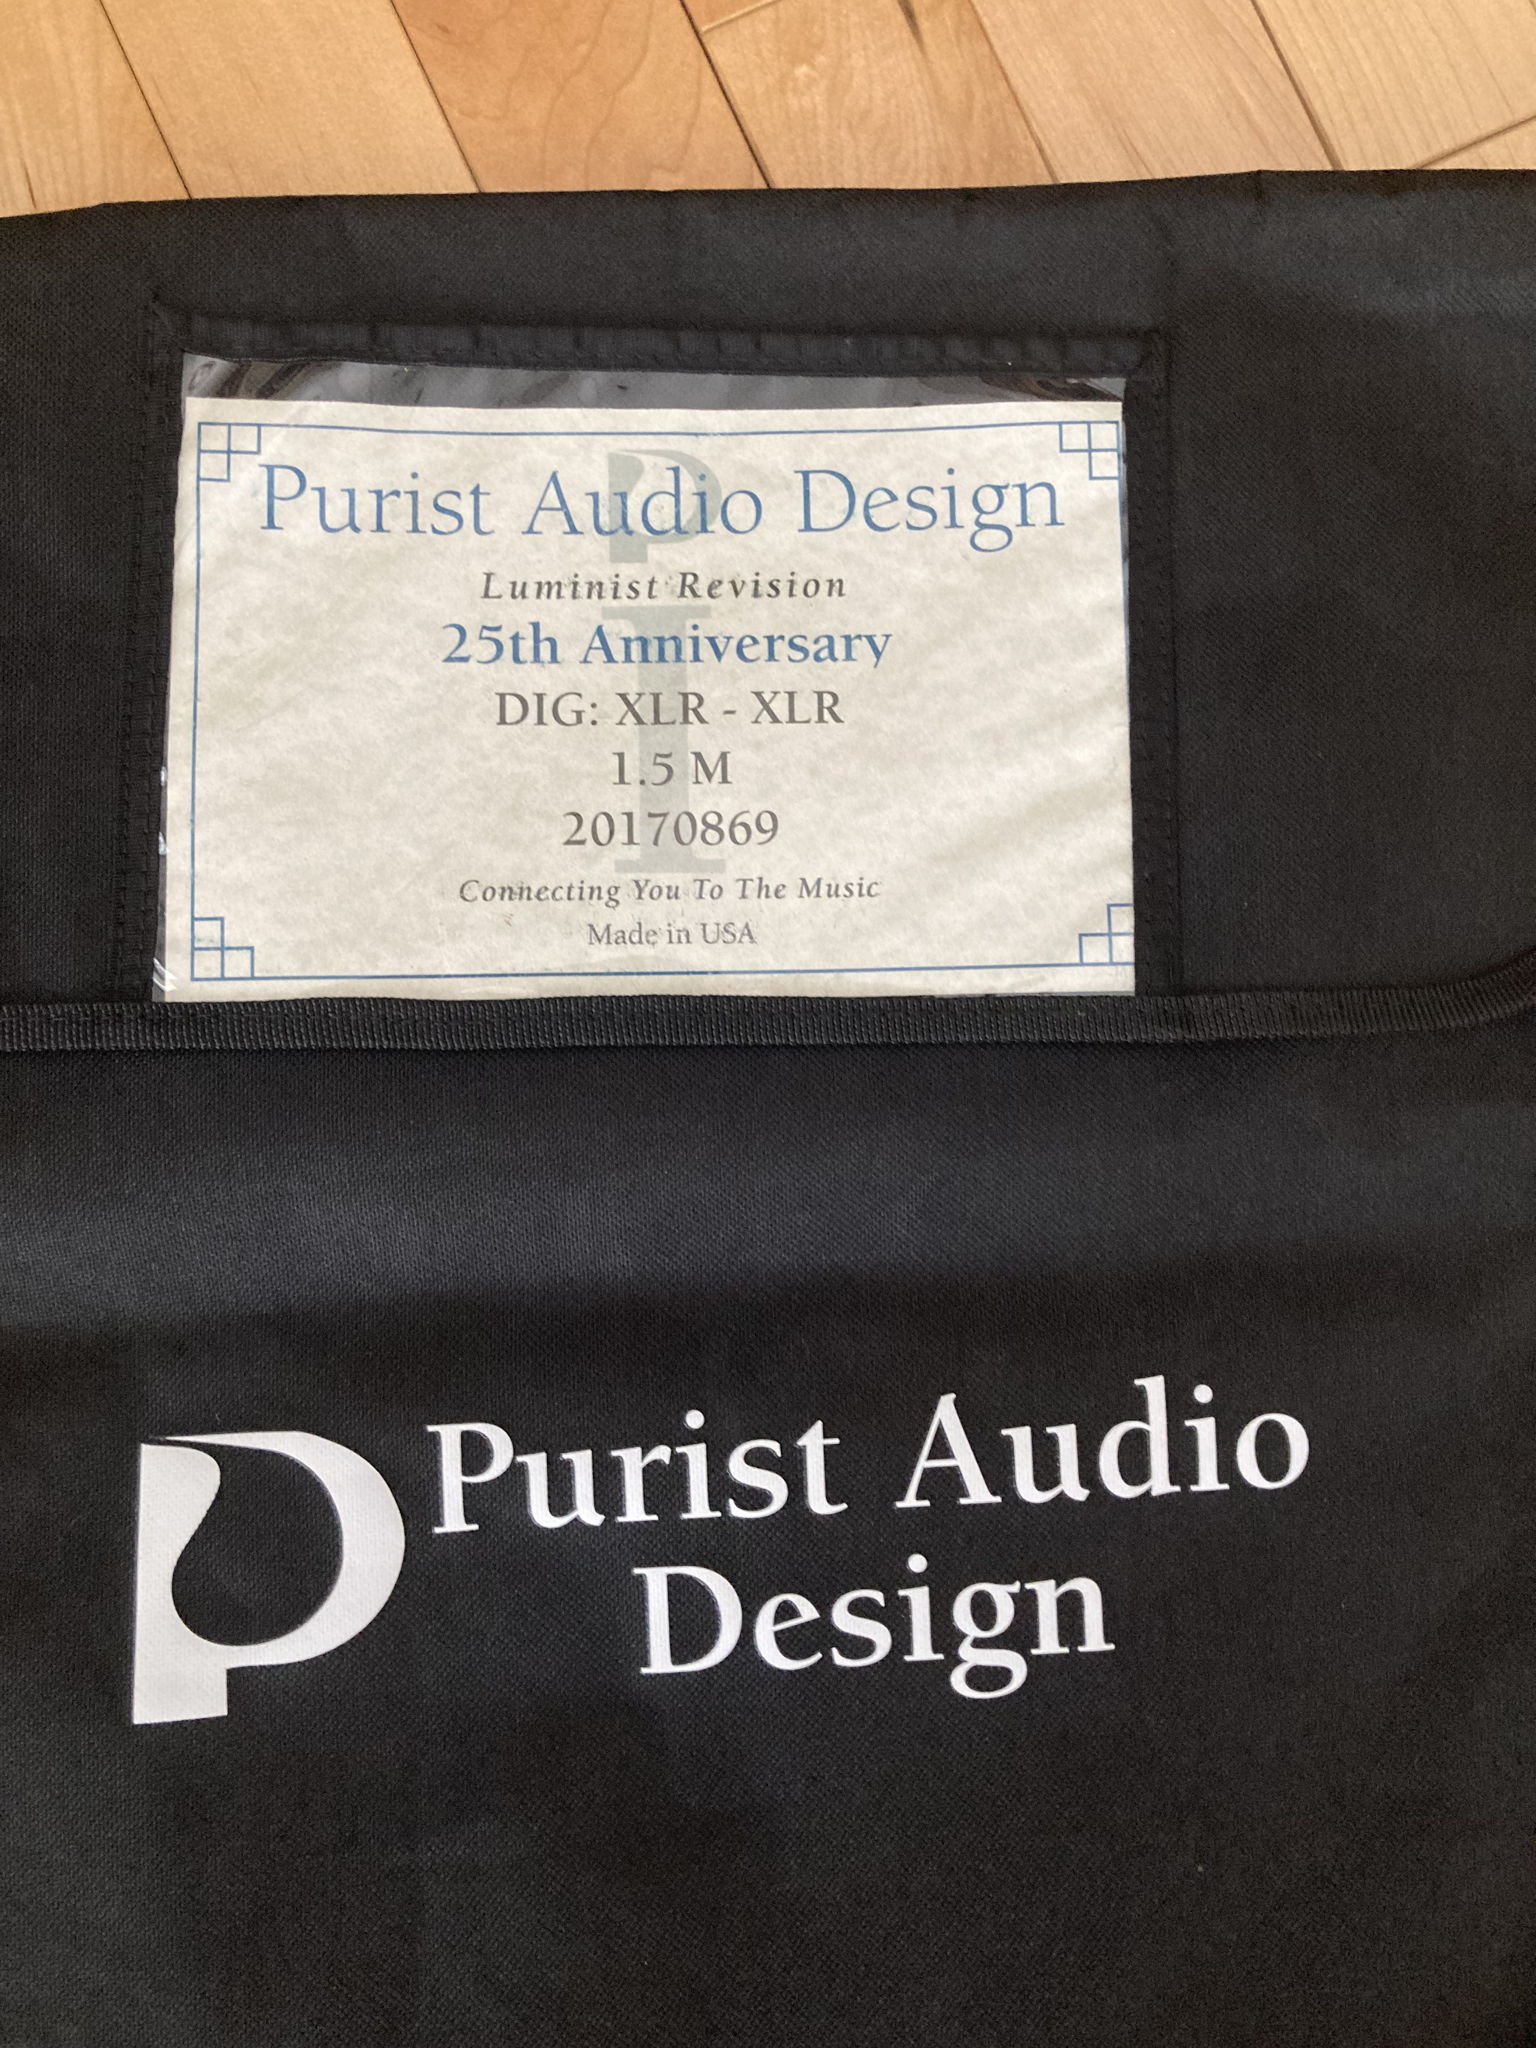 Purist Audio Design
Luminist Revision
25th Anniversary
DIG: XLR - XLR
1.5 M
20170869
Connecting You To The Music
Made in USA
Purist Audio
Design